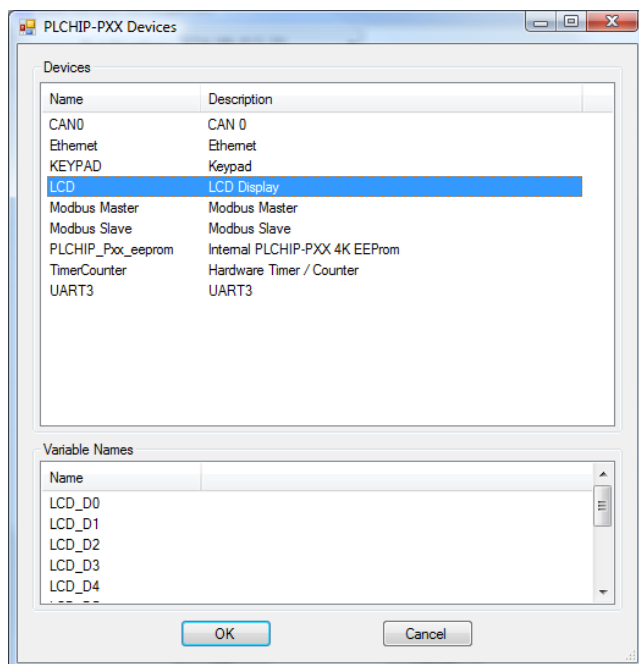 PLCHIP-PXX Devices
Devices
Name Description
CAN0 CAN 0
Ethernet Ethernet
KEYPAD Keypad
LCD LCD Display
Modbus Master Modbus Master
Modbus Slave Modbus Slave
PLCHIP_Pxx_eeprom Internal PLCHIP-PXX 4K EEProm
TimerCounter Hardware Timer / Counter
UART3 UART3
Variable Names
Name
LCD_D0
LCD_D1
LCD_D2
LCD_D3
LCD_D4
OK Cancel